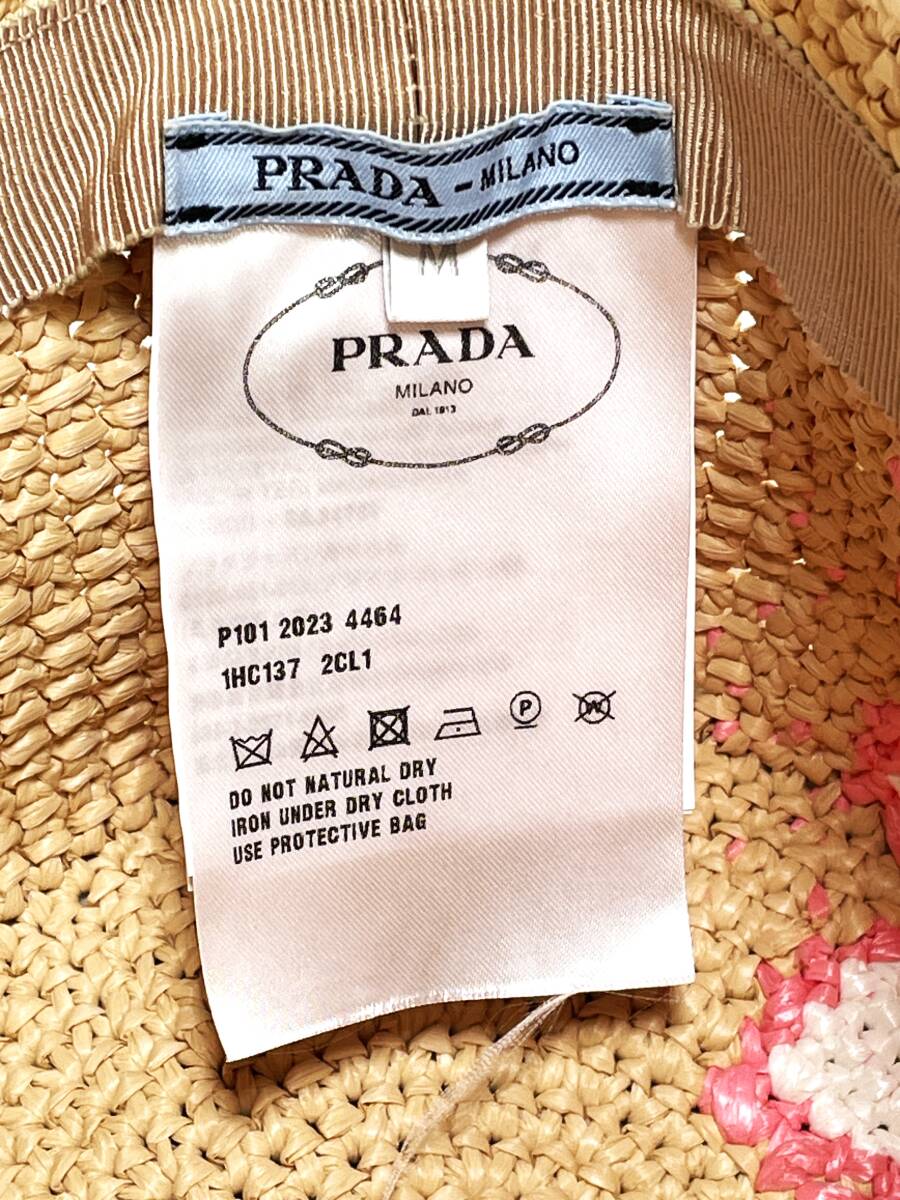 PRADA - MILANO
M
PRADA
MILANO
DAL 1913
P101 2023 4464
1HC137 2CL1
P
W
DO NOT NATURAL DRY
IRON UNDER DRY CLOTH
USE PROTECTIVE BAG